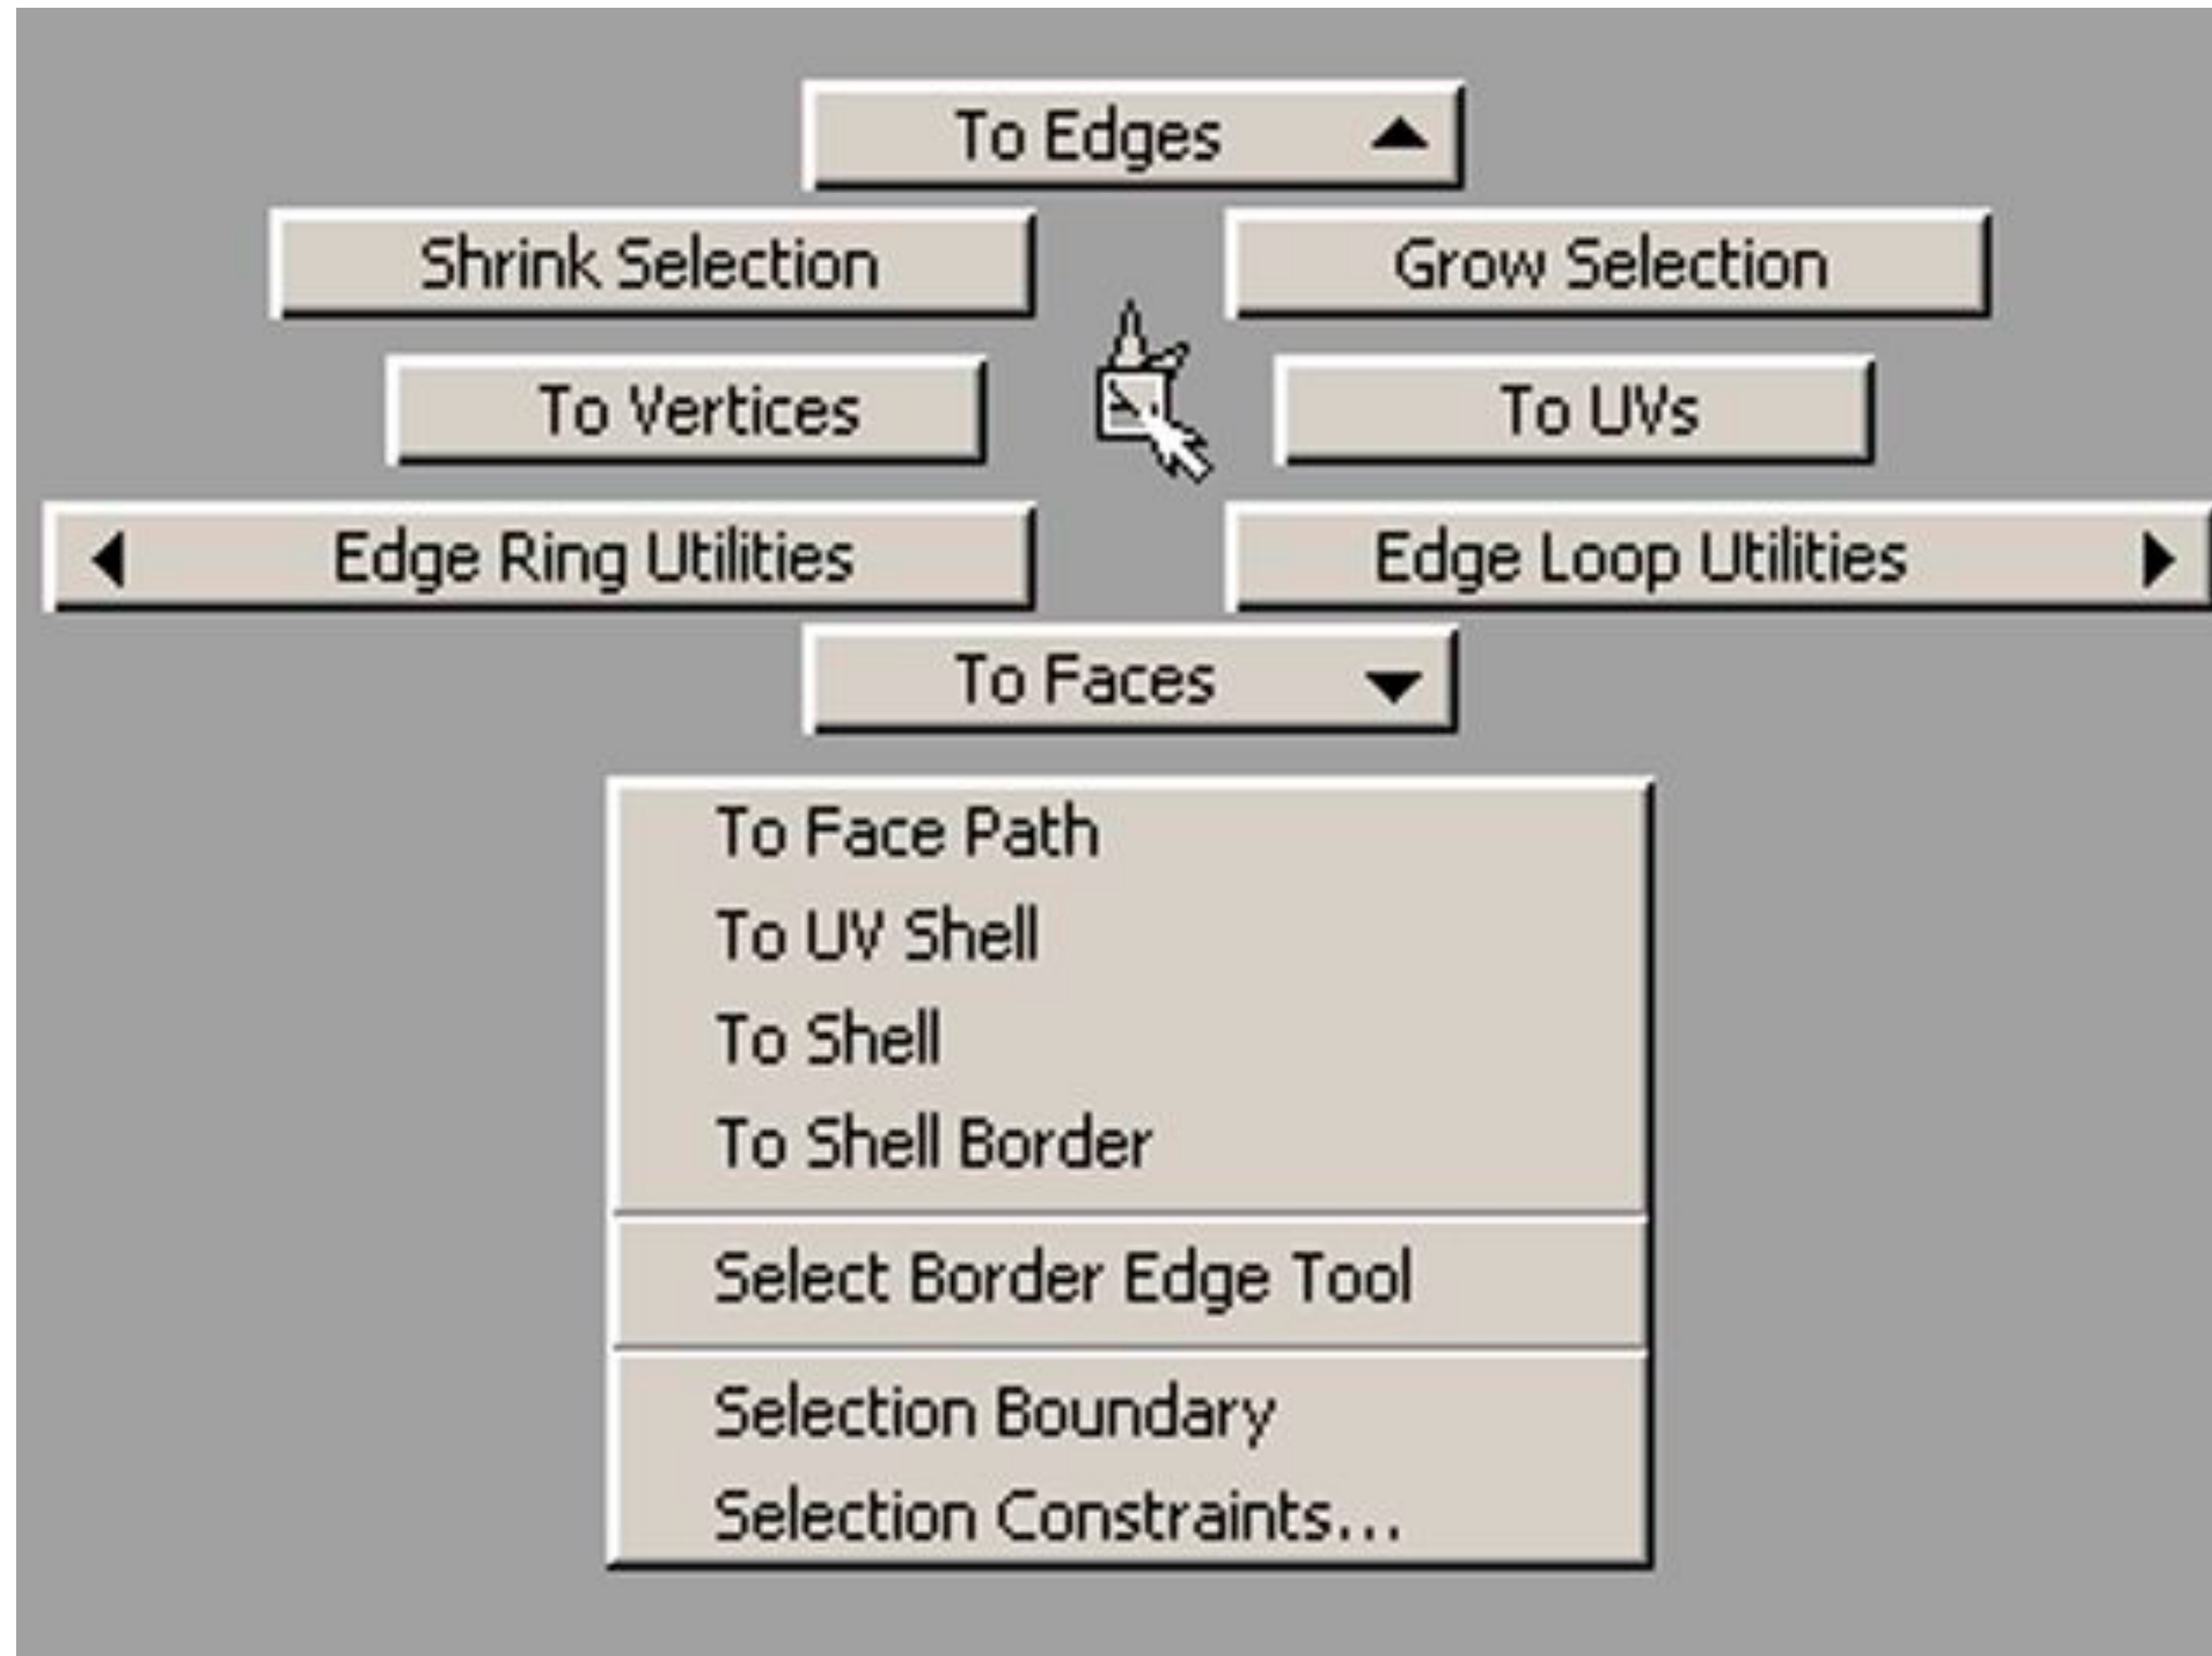 To Edges
Shrink Selection
Grow Selection
To Vertices
To UVs
Edge Ring Utilities
Edge Loop Utilities
To Faces
To Face Path
To UV Shell
To Shell
To Shell Border
Select Border Edge Tool
Selection Boundary
Selection Constraints...